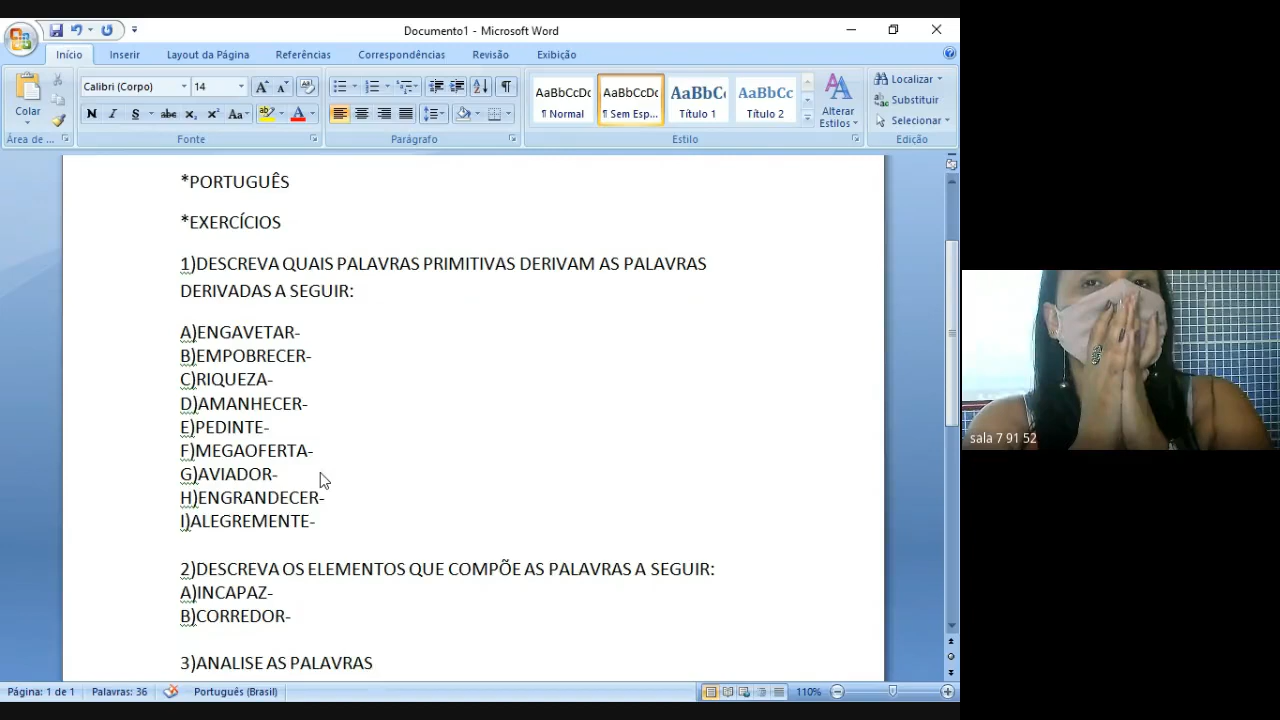 Documento1 - Microsoft Word
Início Inserir Layout da Página Referências Correspondências Revisão Exibição
Calibri (Corpo) 14
Localizar
Substituir
Selecionar
Colar
N I S abc x₂ x² Aa
AaBbCcDc AaBbCcDc AaBbC AaBbCc
¶ Normal ¶ Sem Esp... Título 1 Título 2
Alterar
Estilos
Área de ... Fonte Parágrafo Estilo Edição
*PORTUGUÊS
*EXERCÍCIOS
1)DESCREVA QUAIS PALAVRAS PRIMITIVAS DERIVAM AS PALAVRAS
DERIVADAS A SEGUIR:
A)ENGAVETAR-
B)EMPOBRECER-
C)RIQUEZA-
D)AMANHECER-
E)PEDINTE-
F)MEGAOFERTA-
G)AVIADOR-
H)ENGRANDECER-
I)ALEGREMENTE-
2)DESCREVA OS ELEMENTOS QUE COMPÕE AS PALAVRAS A SEGUIR:
A)INCAPAZ-
B)CORREDOR-
3)ANALISE AS PALAVRAS
Página: 1 de 1 Palavras: 36 Português (Brasil) 110%
sala 7 91 52